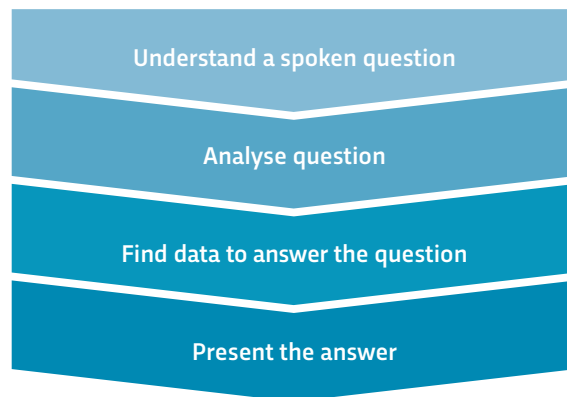 Understand a spoken question
Analyse question
Find data to answer the question
Present the answer